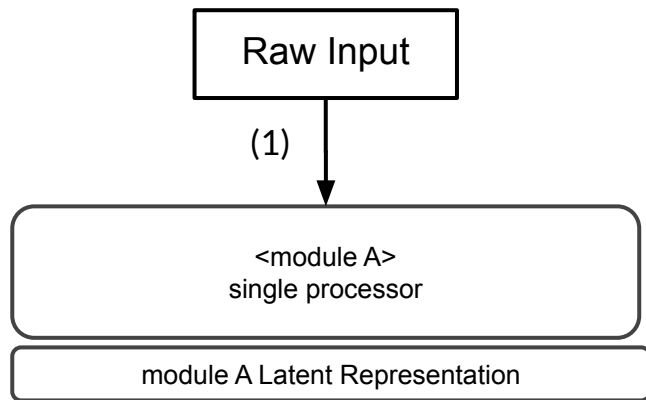 Raw Input
(1)
<module A>
single processor
module A Latent Representation